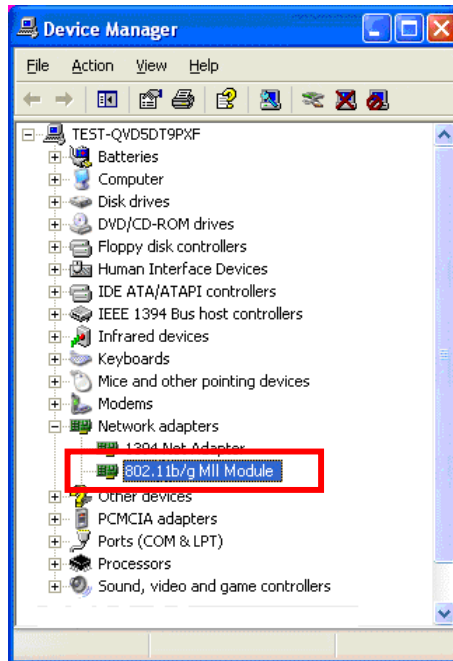 Device Manager
File Action View Help
TEST-QVD5DT9PXF
Batteries
Computer
Disk drives
DVD/CD-ROM drives
Floppy disk controllers
Human Interface Devices
IDE ATA/ATAPI controllers
IEEE 1394 Bus host controllers
Infrared devices
Keyboards
Mice and other pointing devices
Modems
Network adapters
1394 Net Adapter
802.11b/g MII Module
Other devices
PCMCIA adapters
Ports (COM & LPT)
Processors
Sound, video and game controllers